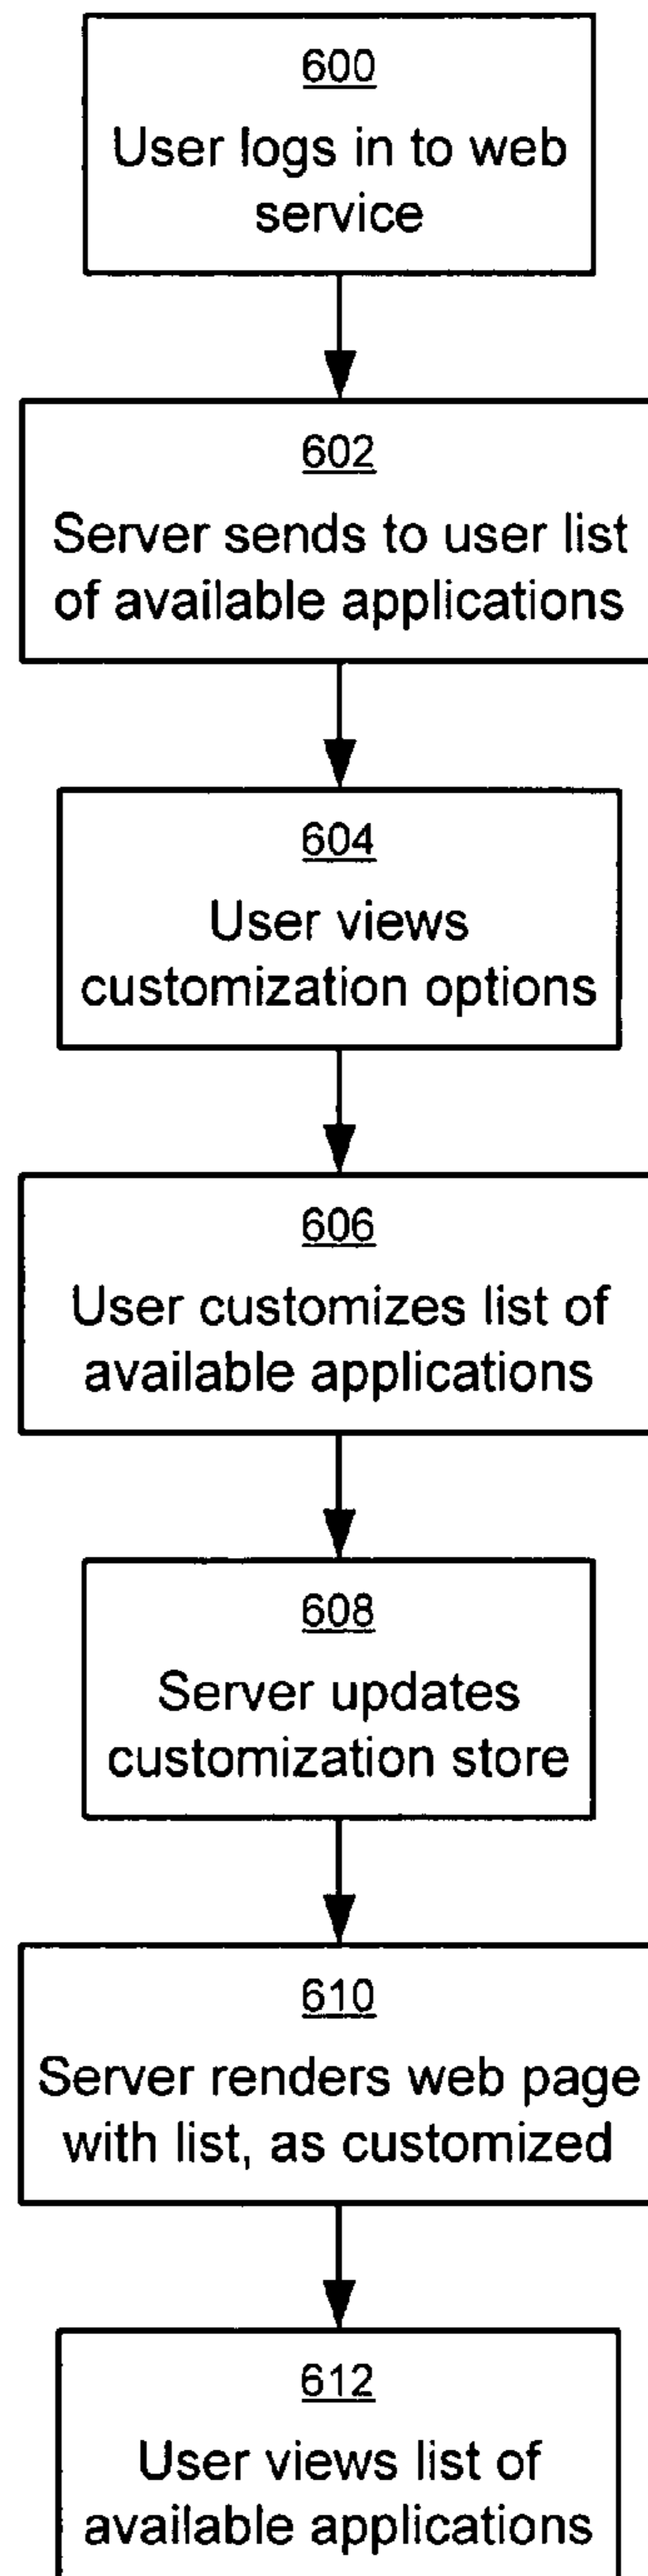 600
User logs in to web
service
602
Server sends to user list
of available applications
604
User views
customization options
606
User customizes list of
available applications
608
Server updates
customization store
610
Server renders web page
with list, as customized
612
User views list of
available applications